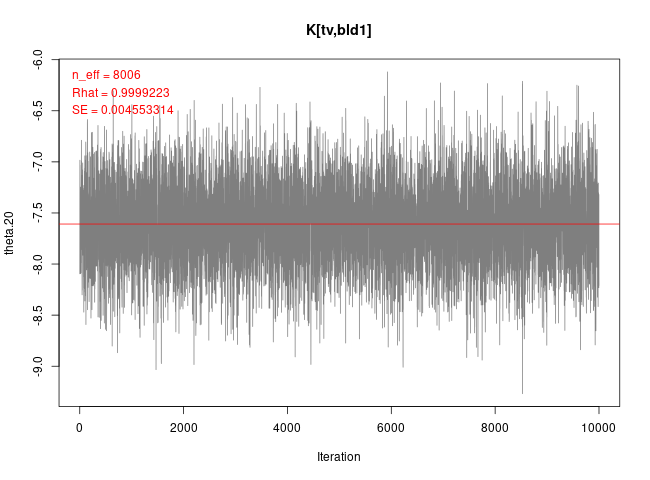 K[tv,bld1]
n_eff = 8006
Rhat = 0.9999223
SE = 0.004553314
-6.0
-6.5
-7.0
-7.5
-8.0
-8.5
-9.0
theta.20
0 2000 4000 6000 8000 10000
Iteration